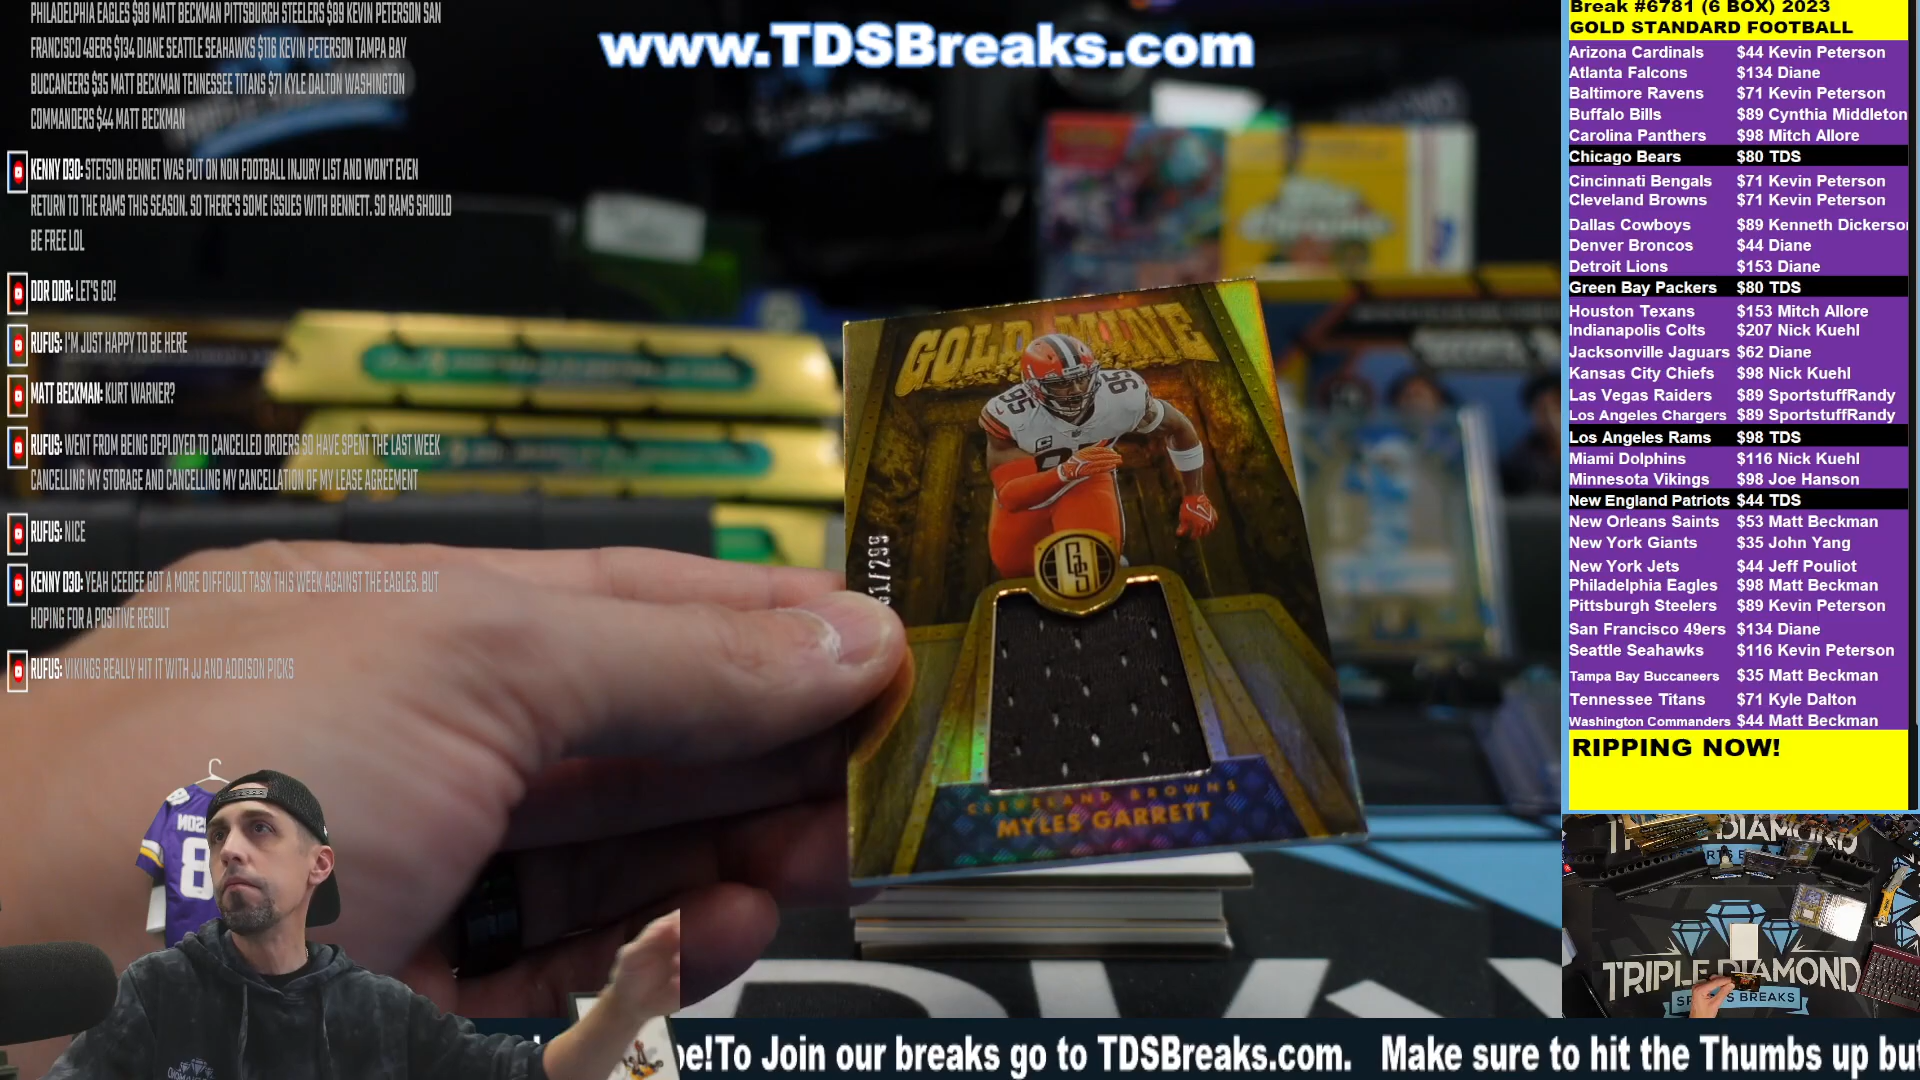 PHILADELPHIA EAGLES $98 MATT BECKMAN PITTSBURGH STEELERS $89 KEVIN PETERSON SAN
FRANCISCO 49ERS $134 DIANE SEATTLE SEAHAWKS $116 KEVIN PETERSON TAMPA BAY
BUCCANEERS $35 MATT BECKMAN TENNESSEE TITANS $71 KYLE DALTON WASHINGTON
COMMANDERS $44 MATT BECKMAN
KENNY D30: STETSON BENNET WAS PUT ON NON FOOTBALL INJURY LIST AND WON'T EVEN
RETURN TO THE RAMS THIS SEASON. SO THERE'S SOME ISSUES WITH BENNETT. SO RAMS SHOULD
BE FREE LOL
DDR DDR: LET'S GO!
RUFUS: I'M JUST HAPPY TO BE HERE
MATT BECKMAN: KURT WARNER?
RUFUS: WENT FROM BEING DEPLOYED TO CANCELLED ORDERS SO HAVE SPENT THE LAST WEEK
CANCELLING MY STORAGE AND CANCELLING MY CANCELLATION OF MY LEASE AGREEMENT
RUFUS: NICE
KENNY D30: YEAH CEEDEE GOT A MORE DIFFICULT TASK THIS WEEK AGAINST THE EAGLES, BUT
HOPING FOR A POSITIVE RESULT
RUFUS: VIKINGS REALLY HIT IT WITH JJ AND ADDISON PICKS
www.TDSBreaks.com
GOLD MINE
95
95
GS
CLEVELAND BROWNS
MYLES GARRETT
8
Break #6781 (6 BOX) 2023
GOLD STANDARD FOOTBALL
Arizona Cardinals $44 Kevin Peterson
Atlanta Falcons $134 Diane
Baltimore Ravens $71 Kevin Peterson
Buffalo Bills $89 Cynthia Middleton
Carolina Panthers $98 Mitch Allore
Chicago Bears $80 TDS
Cincinnati Bengals $71 Kevin Peterson
Cleveland Browns $71 Kevin Peterson
Dallas Cowboys $89 Kenneth Dickerso
Denver Broncos $44 Diane
Detroit Lions $153 Diane
Green Bay Packers $80 TDS
Houston Texans $153 Mitch Allore
Indianapolis Colts $207 Nick Kuehl
Jacksonville Jaguars $62 Diane
Kansas City Chiefs $98 Nick Kuehl
Las Vegas Raiders $89 SportstuffRandy
Los Angeles Chargers $89 SportstuffRandy
Los Angeles Rams $98 TDS
Miami Dolphins $116 Nick Kuehl
Minnesota Vikings $98 Joe Hanson
New England Patriots $44 TDS
New Orleans Saints $53 Matt Beckman
New York Giants $35 John Yang
New York Jets $44 Jeff Pouliot
Philadelphia Eagles $98 Matt Beckman
Pittsburgh Steelers $89 Kevin Peterson
San Francisco 49ers $134 Diane
Seattle Seahawks $116 Kevin Peterson
Tampa Bay Buccaneers $35 Matt Beckman
Tennessee Titans $71 Kyle Dalton
Washington Commanders $44 Matt Beckman
RIPPING NOW!
TRIPLE DIAMOND
SPORTS BREAKS
be!To Join our breaks go to TDSBreaks.com. Make sure to hit the Thumbs up but